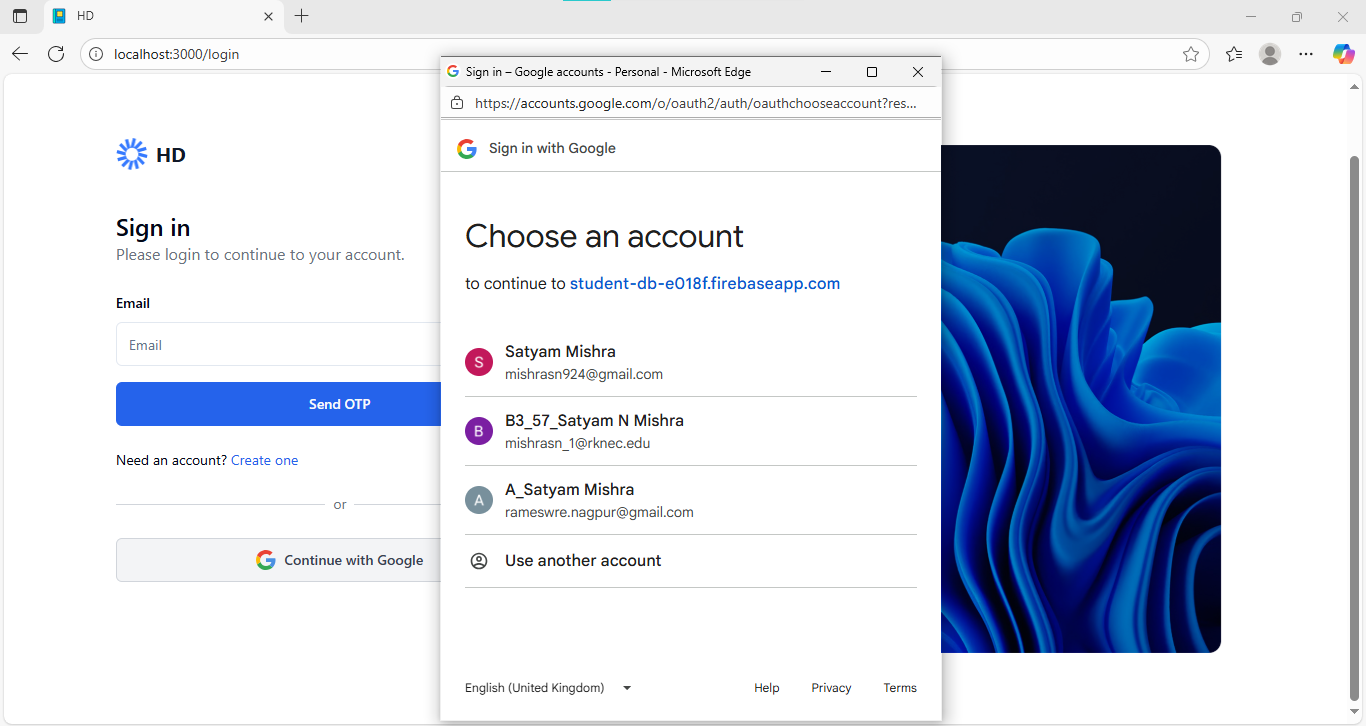 HD
localhost:3000/login
HD
Sign in
Please login to continue to your account.
Email
Email
Send OTP
Need an account? Create one
or
Continue with Google
Sign in – Google accounts - Personal - Microsoft Edge
https://accounts.google.com/o/oauth2/auth/oauthchooseaccount?res...
Sign in with Google
Choose an account
to continue to student-db-e018f.firebaseapp.com
S
Satyam Mishra
mishrasn924@gmail.com
B
B3_57_Satyam N Mishra
mishrasn_1@rknec.edu
A
A_Satyam Mishra
rameswre.nagpur@gmail.com
Use another account
English (United Kingdom)
Help Privacy Terms